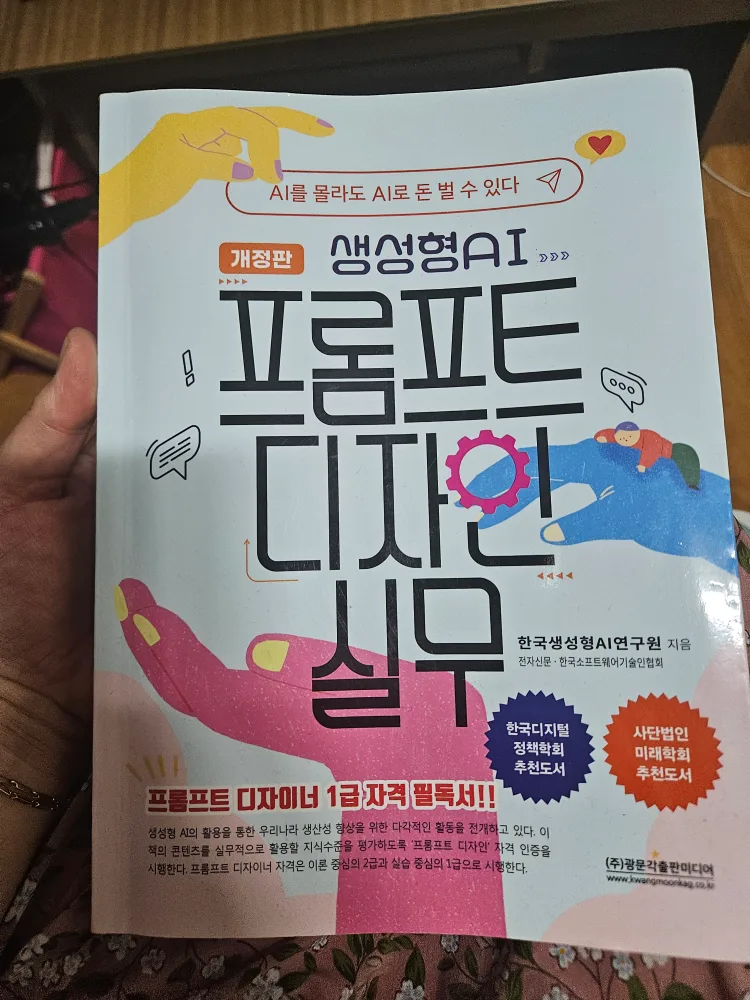 AI를 몰라도 AI로 돈 벌 수 있다
개정판 생성형AI
프롬프트
디자인
실무
한국생성형AI연구원 지음
전자신문 · 한국소프트웨어기술인협회
한국디지털
정책학회
추천도서
사단법인
미래학회
추천도서
프롬프트 디자이너 1급 자격 필독서!!
생성형 AI의 활용을 통한 우리나라 생산성 향상을 위한 다각적인 활동을 전개하고 있다. 이
책의 콘텐츠를 실무적으로 활용할 지식수준을 평가하도록 '프롬프트 디자인' 자격 인증을
시행한다. 프롬프트 디자이너 자격은 이론 중심의 2급과 실습 중심의 1급으로 시행한다.
(주)광문각출판미디어
www.kwangmoonkag.co.kr